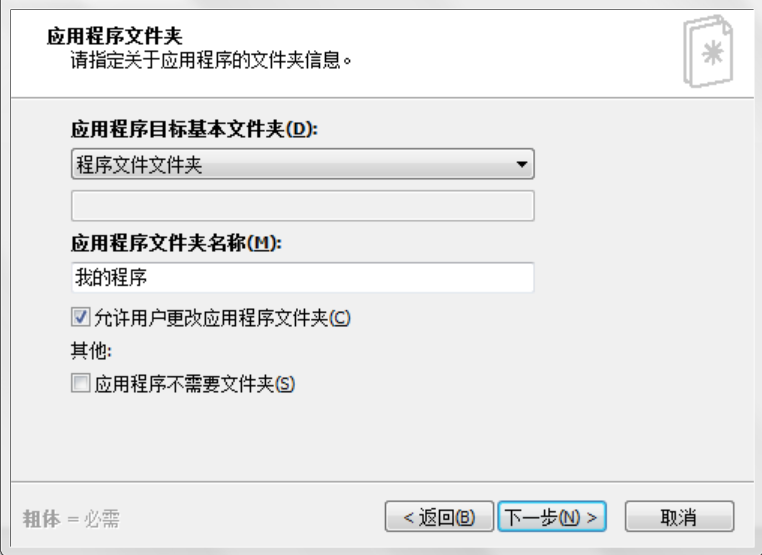 应用程序文件夹
请指定关于应用程序的文件夹信息。
应用程序目标基本文件夹(D):
程序文件文件夹
应用程序文件夹名称(M):
我的程序
允许用户更改应用程序文件夹(C)
其他:
应用程序不需要文件夹(S)
粗体 = 必需
< 返回(B)
下一步(N) >
取消